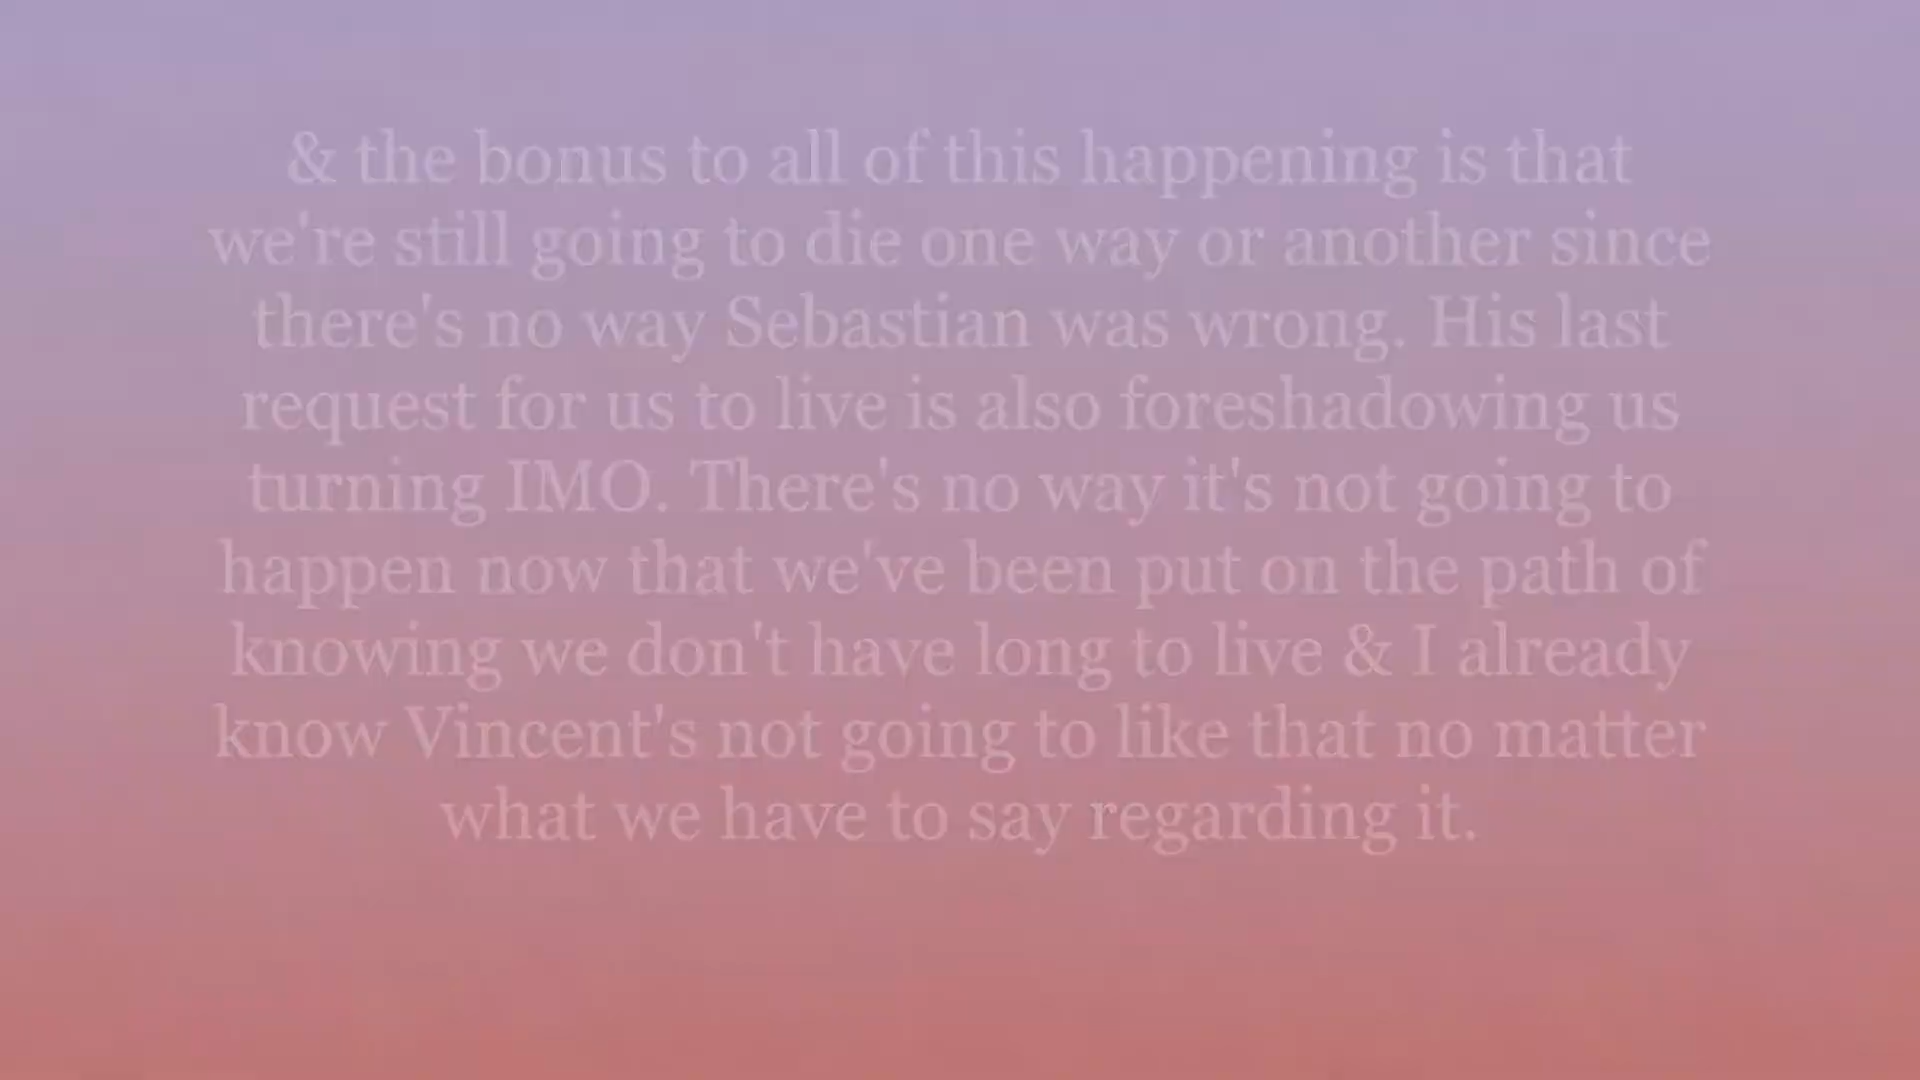 & the bonus to all of this happening is that
we're still going to die one way or another since
there's no way Sebastian was wrong. His last
request for us to live is also foreshadowing us
turning IMO. There's no way it's not going to
happen now that we've been put on the path of
knowing we don't have long to live & I already
know Vincent's not going to like that no matter
what we have to say regarding it.